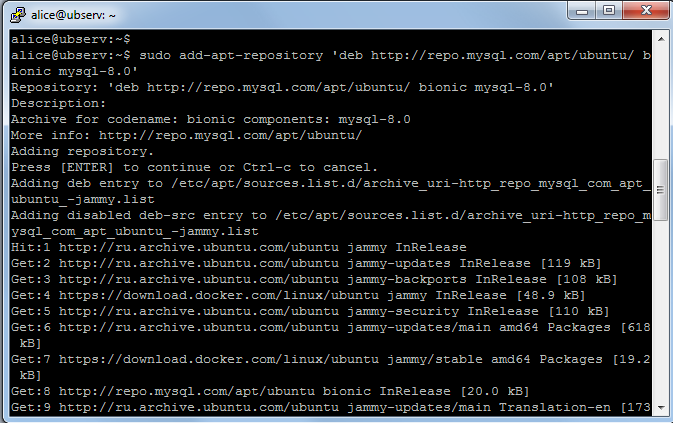 alice@ubserv: ~
alice@ubserv:~$
alice@ubserv:~$ sudo add-apt-repository 'deb http://repo.mysql.com/apt/ubuntu/ b
ionic mysql-8.0'
Repository: 'deb http://repo.mysql.com/apt/ubuntu/ bionic mysql-8.0'
Description:
Archive for codename: bionic components: mysql-8.0
More info: http://repo.mysql.com/apt/ubuntu/
Adding repository.
Press [ENTER] to continue or Ctrl-c to cancel.
Adding deb entry to /etc/apt/sources.list.d/archive_uri-http_repo_mysql_com_apt_
ubuntu_-jammy.list
Adding disabled deb-src entry to /etc/apt/sources.list.d/archive_uri-http_repo_m
ysql_com_apt_ubuntu_-jammy.list
Hit:1 http://ru.archive.ubuntu.com/ubuntu jammy InRelease
Get:2 http://ru.archive.ubuntu.com/ubuntu jammy-updates InRelease [119 kB]
Get:3 http://ru.archive.ubuntu.com/ubuntu jammy-backports InRelease [108 kB]
Get:4 https://download.docker.com/linux/ubuntu jammy InRelease [48.9 kB]
Get:5 http://ru.archive.ubuntu.com/ubuntu jammy-security InRelease [110 kB]
Get:6 http://ru.archive.ubuntu.com/ubuntu jammy-updates/main amd64 Packages [618
 kB]
Get:7 https://download.docker.com/linux/ubuntu jammy/stable amd64 Packages [19.2
 kB]
Get:8 http://repo.mysql.com/apt/ubuntu bionic InRelease [20.0 kB]
Get:9 http://ru.archive.ubuntu.com/ubuntu jammy-updates/main Translation-en [173